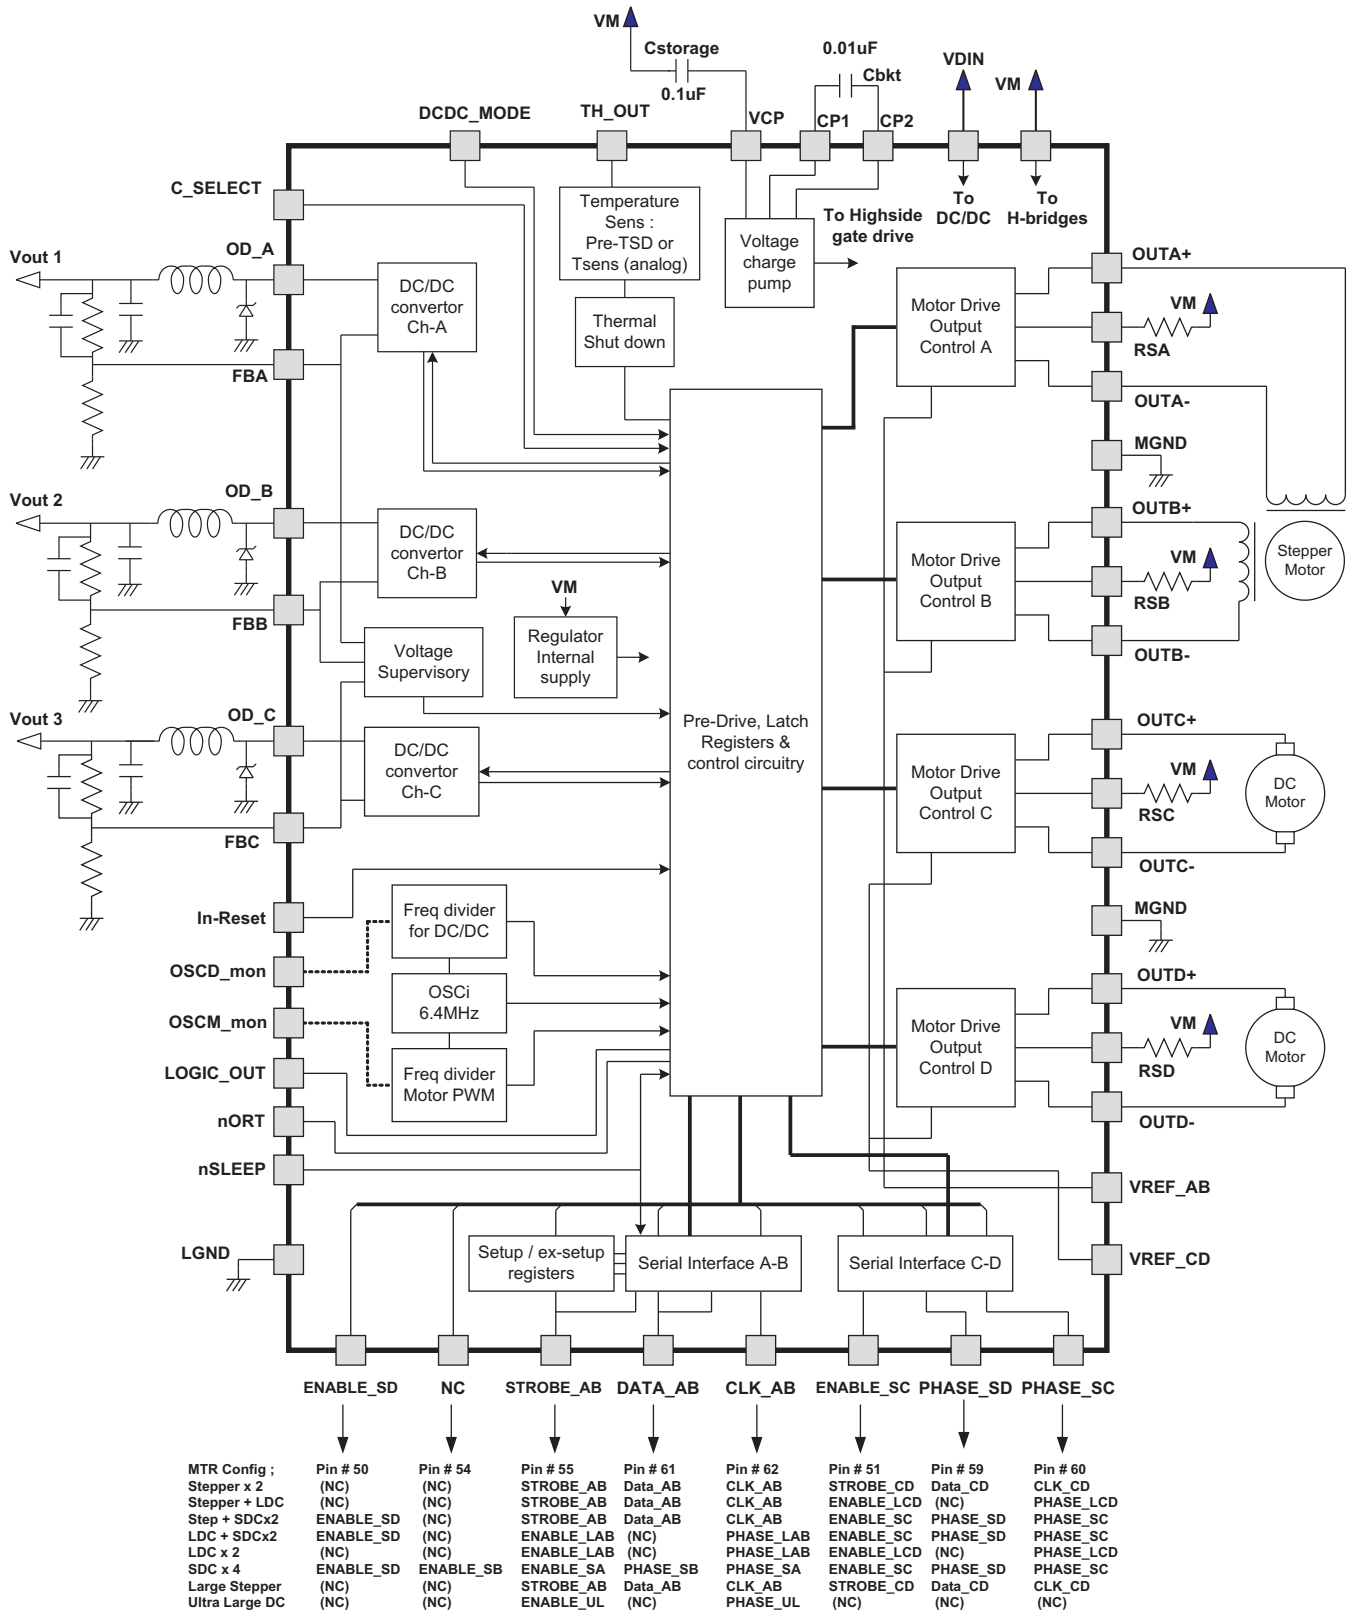 VM
Cstorage
0.1uF
0.01uF
Cbkt
VDIN
VM
DCDC_MODE
TH_OUT
VCP
CP1
CP2
C_SELECT
Temperature
Sens :
Pre-TSD or
Tsens (analog)
Voltage
charge
pump
To Highside
gate drive
To
DC/DC
To
H-bridges
Vout 1
OD_A
FBA
DC/DC
convertor
Ch-A
Thermal
Shut down
Motor Drive
Output
Control A
OUTA+
VM
RSA
OUTA-
MGND
Vout 2
OD_B
FBB
DC/DC
convertor
Ch-B
VM
Regulator
Internal
supply
Voltage
Supervisory
Motor Drive
Output
Control B
OUTB+
VM
RSB
OUTB-
Stepper
Motor
Vout 3
OD_C
FBC
DC/DC
convertor
Ch-C
Pre-Drive, Latch
Registers &
control circuitry
Motor Drive
Output
Control C
OUTC+
VM
RSC
OUTC-
DC
Motor
MGND
In-Reset
OSCD_mon
OSCM_mon
LOGIC_OUT
nORT
nSLEEP
LGND
Freq divider
for DC/DC
OSCi
6.4MHz
Freq divider
Motor PWM
Motor Drive
Output
Control D
OUTD+
VM
RSD
OUTD-
DC
Motor
VREF_AB
VREF_CD
Setup / ex-setup
registers
Serial Interface A-B
Serial Interface C-D
ENABLE_SD NC STROBE_AB DATA_AB CLK_AB ENABLE_SC PHASE_SD PHASE_SC
MTR Config ; Pin # 50 Pin # 54 Pin # 55 Pin # 61 Pin # 62 Pin # 51 Pin # 59 Pin # 60
Stepper x 2 (NC) (NC) STROBE_AB Data_AB CLK_AB STROBE_CD Data_CD CLK_CD
Stepper + LDC (NC) (NC) STROBE_AB Data_AB CLK_AB ENABLE_LCD (NC) PHASE_LCD
Step + SDCx2 ENABLE_SD (NC) STROBE_AB Data_AB CLK_AB ENABLE_SC PHASE_SD PHASE_SC
LDC + SDCx2 ENABLE_SD (NC) ENABLE_LAB (NC) PHASE_LAB ENABLE_SC PHASE_SD PHASE_SC
LDC x 2 (NC) (NC) ENABLE_LAB (NC) PHASE_LAB ENABLE_LCD (NC) PHASE_LCD
SDC x 4 ENABLE_SD ENABLE_SB ENABLE_SA PHASE_SB PHASE_SA ENABLE_SC PHASE_SD PHASE_SC
Large Stepper (NC) (NC) STROBE_AB Data_AB CLK_AB STROBE_CD Data_CD CLK_CD
Ultra Large DC (NC) (NC) ENABLE_UL (NC) PHASE_UL (NC) (NC) (NC)